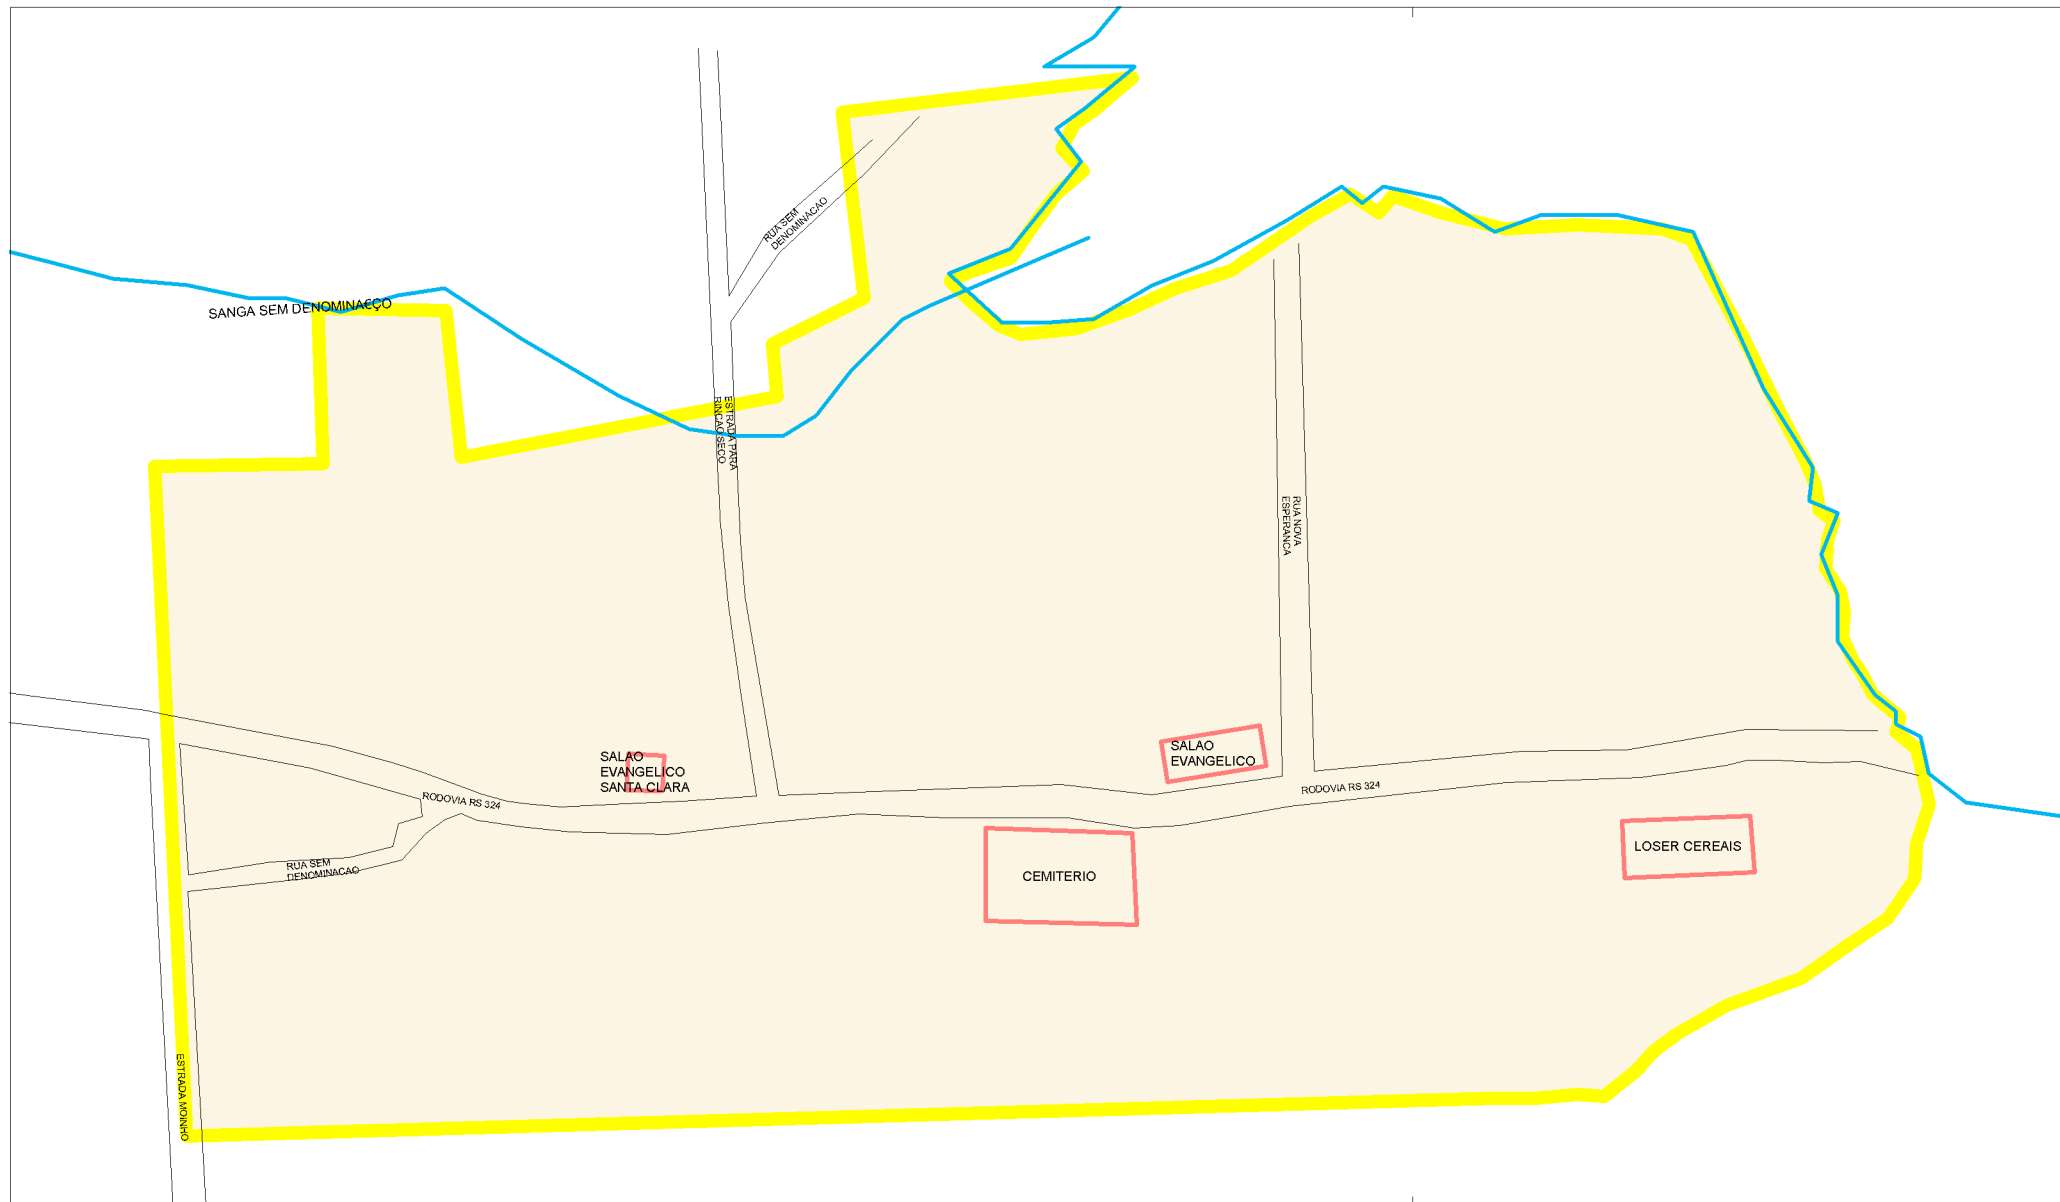 RUA SEM
DENOMINACAO
SANGA SEM DENOMINAÇÇO
ESTRADA PARA
RINCAO SECO
RUA NOVA
ESPERANCA
SALAO
EVANGELICO
SANTA CLARA
SALAO
EVANGELICO
RODOVIA RS 324
RODOVIA RS 324
LOSER CEREAIS
RUA SEM
DENOMINACAO
CEMITERIO
ESTRADA MOINHO